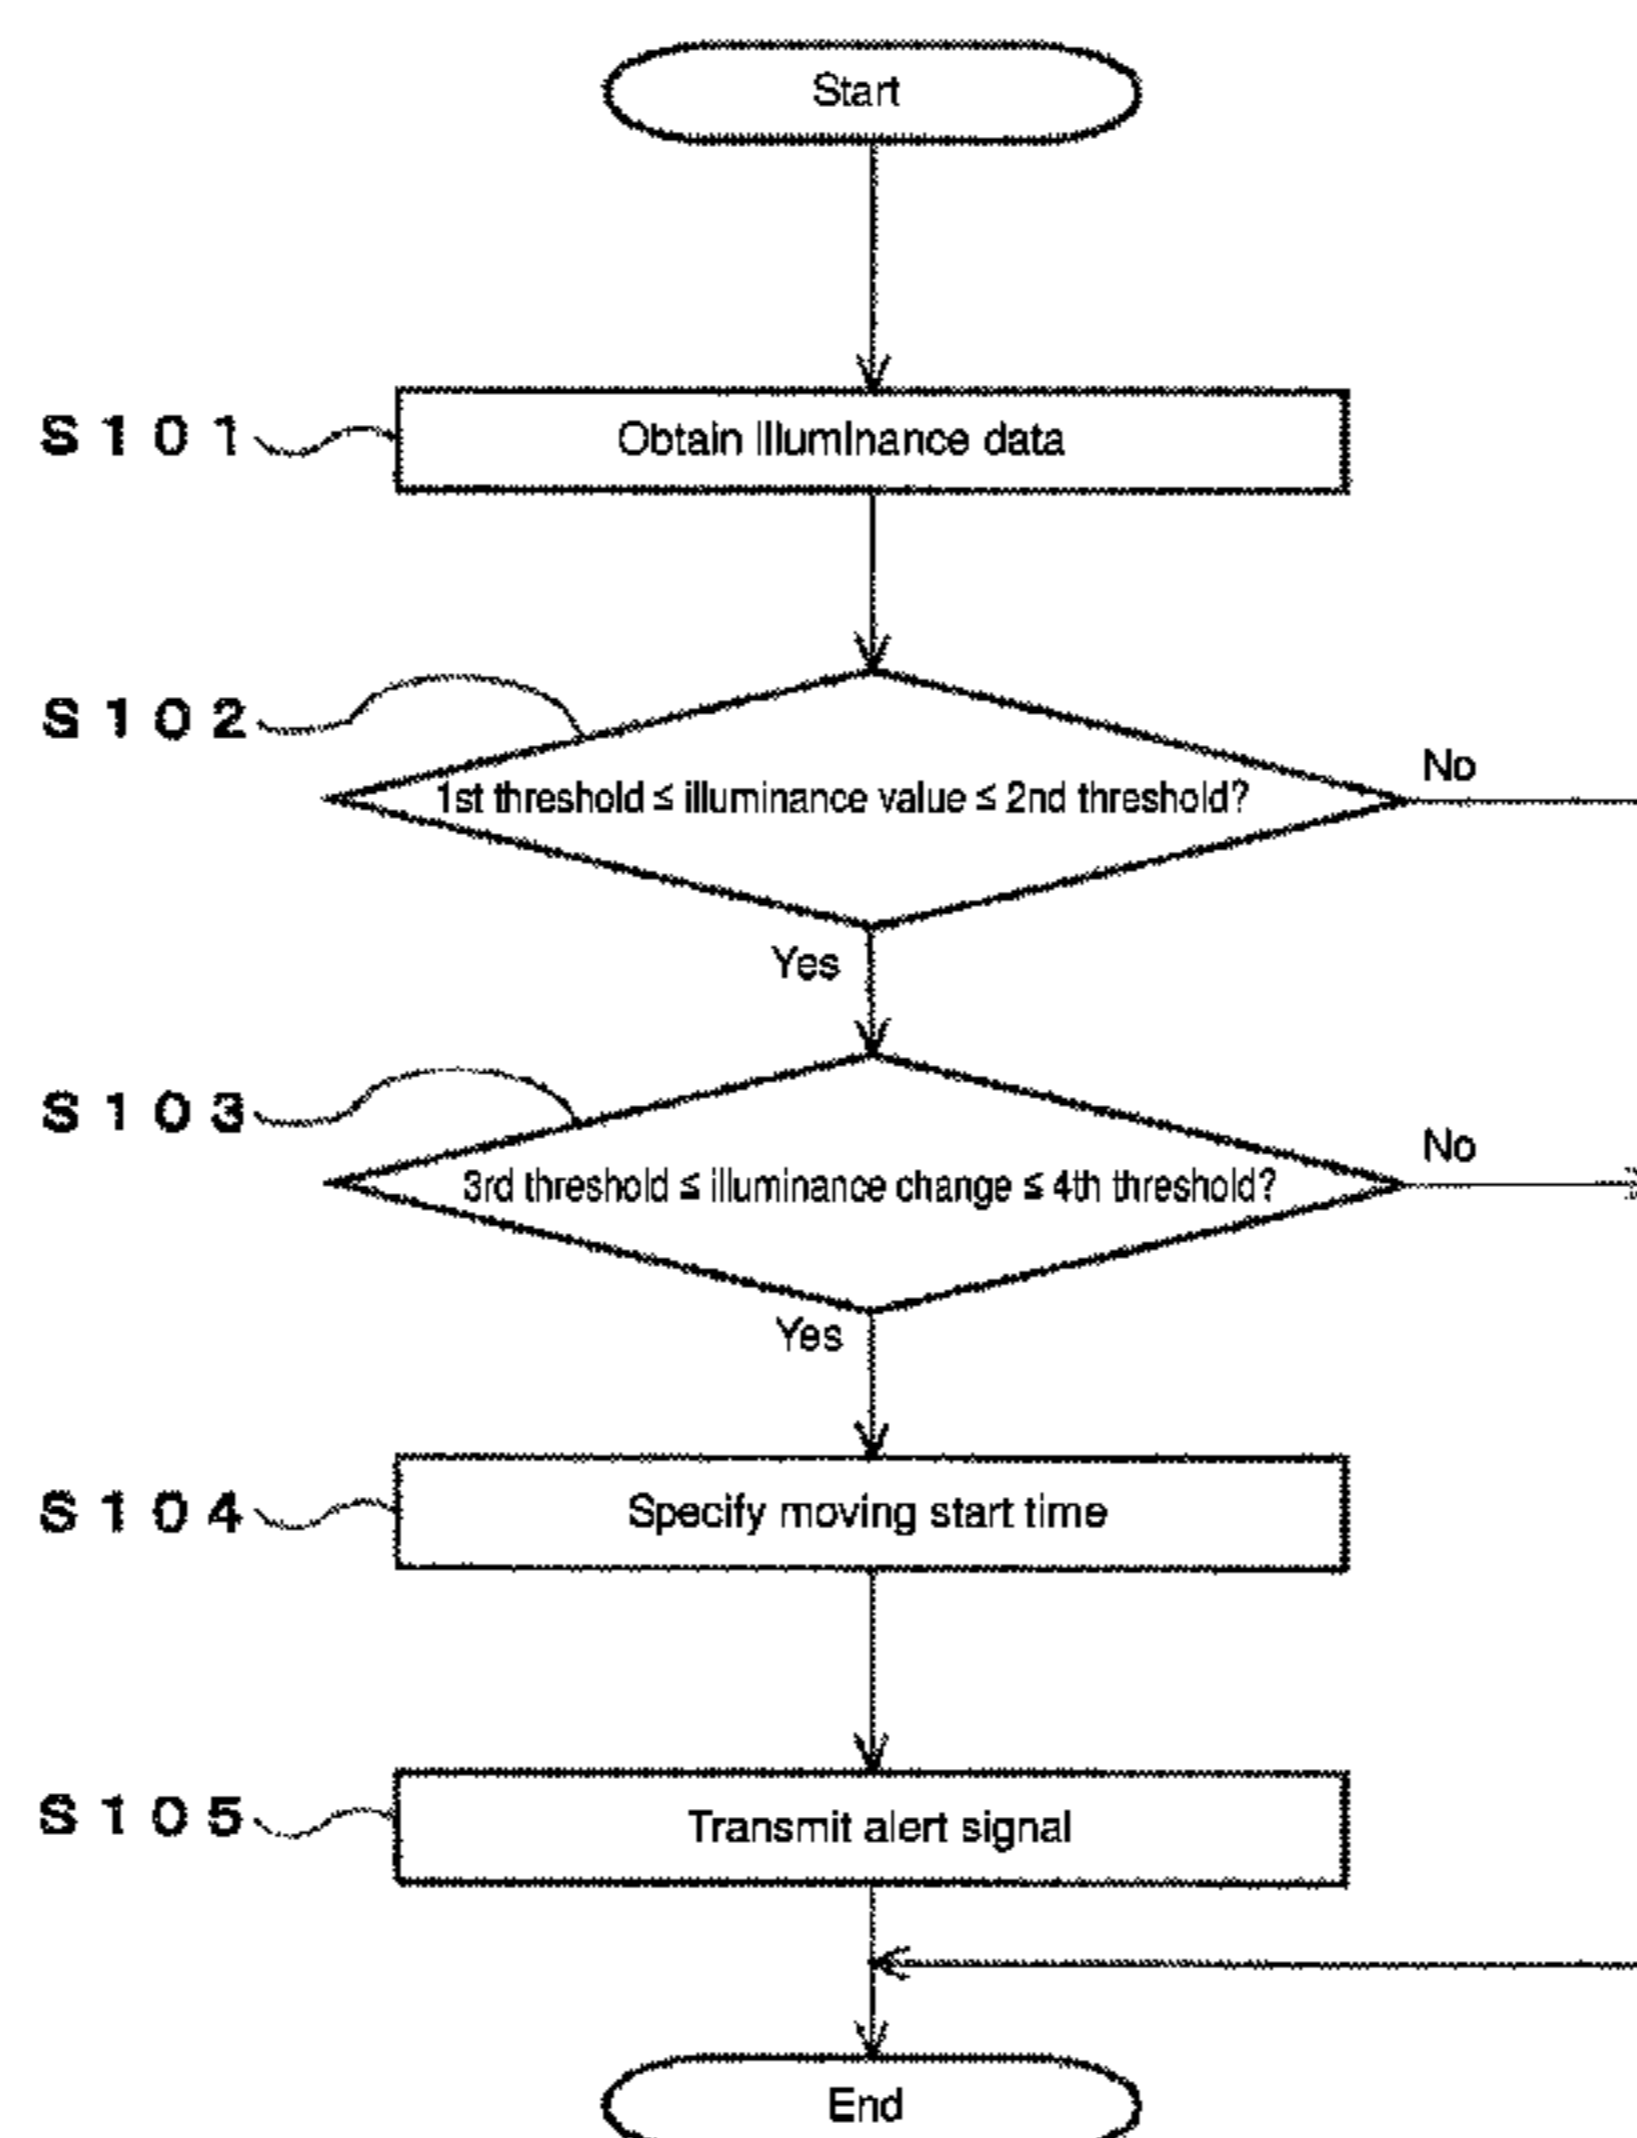 Start
S101
Obtain illuminance data
S102
1st threshold ≦ illuminance value ≦ 2nd threshold?
No
Yes
S103
3rd threshold ≦ illuminance change ≦ 4th threshold?
No
Yes
S104
Specify moving start time
S105
Transmit alert signal
End